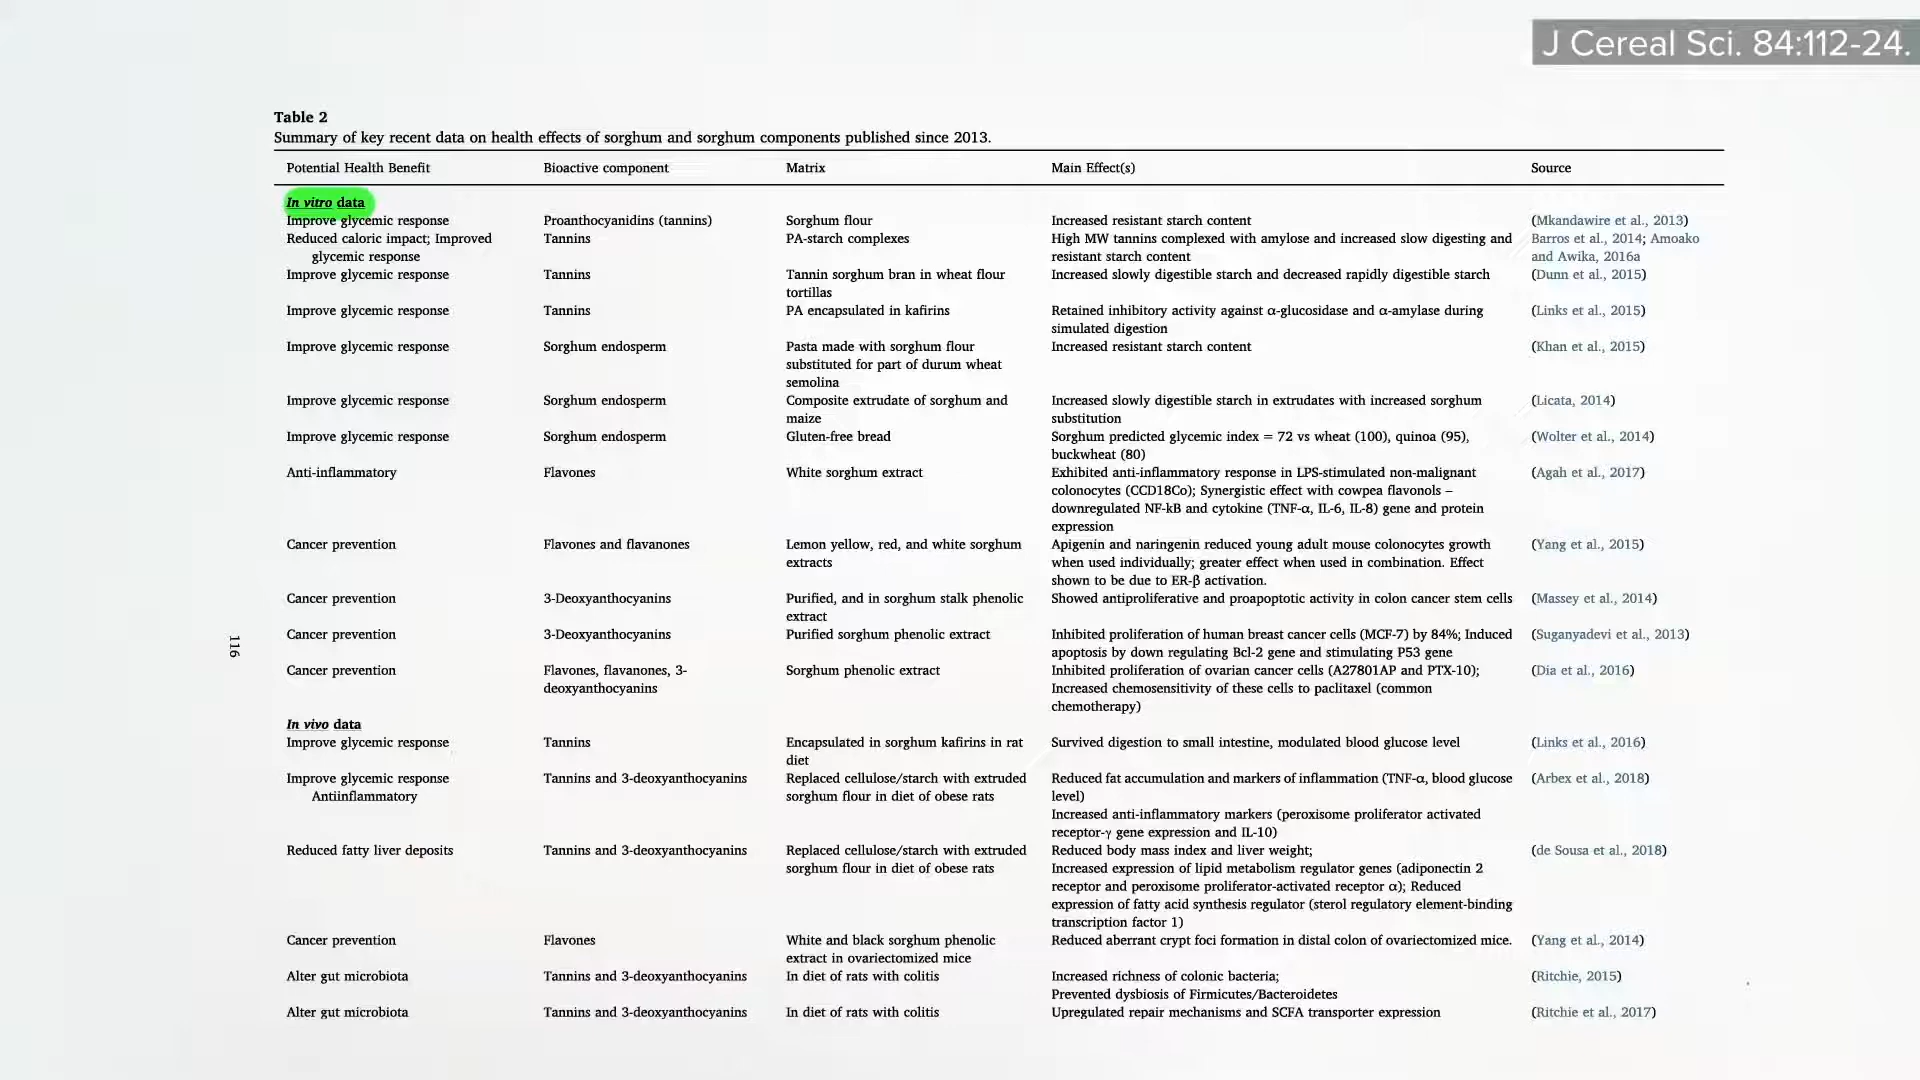 J Cereal Sci. 84:112-24.
Table 2
Summary of key recent data on health effects of sorghum and sorghum components published since 2013.
Potential Health Benefit Bioactive component Matrix Main Effect(s) Source
In vitro data
Improve glycemic response Proanthocyanidins (tannins) Sorghum flour Increased resistant starch content (Mkandawire et al., 2013)
Reduced caloric impact; Improved Tannins PA-starch complexes High MW tannins complexed with amylose and increased slow digesting and Barros et al., 2014; Amoako
glycemic response resistant starch content and Awika, 2016a
Improve glycemic response Tannins Tannin sorghum bran in wheat flour Increased slowly digestible starch and decreased rapidly digestible starch (Dunn et al., 2015)
tortillas
Improve glycemic response Tannins PA encapsulated in kafirins Retained inhibitory activity against α-glucosidase and α-amylase during (Links et al., 2015)
simulated digestion
Improve glycemic response Sorghum endosperm Pasta made with sorghum flour Increased resistant starch content (Khan et al., 2015)
substituted for part of durum wheat
semolina
Improve glycemic response Sorghum endosperm Composite extrudate of sorghum and Increased slowly digestible starch in extrudates with increased sorghum (Licata, 2014)
maize substitution
Improve glycemic response Sorghum endosperm Gluten-free bread Sorghum predicted glycemic index = 72 vs wheat (100), quinoa (95), (Wolter et al., 2014)
buckwheat (80)
Anti-inflammatory Flavones White sorghum extract Exhibited anti-inflammatory response in LPS-stimulated non-malignant (Agah et al., 2017)
colonocytes (CCD18Co); Synergistic effect with cowpea flavonols –
downregulated NF-kB and cytokine (TNF-α, IL-6, IL-8) gene and protein
expression
Cancer prevention Flavones and flavanones Lemon yellow, red, and white sorghum Apigenin and naringenin reduced young adult mouse colonocytes growth (Yang et al., 2015)
extracts when used individually; greater effect when used in combination. Effect
shown to be due to ER-β activation.
Cancer prevention 3-Deoxyanthocyanins Purified, and in sorghum stalk phenolic Showed antiproliferative and proapoptotic activity in colon cancer stem cells (Massey et al., 2014)
extract
Cancer prevention 3-Deoxyanthocyanins Purified sorghum phenolic extract Inhibited proliferation of human breast cancer cells (MCF-7) by 84%; Induced (Suganyadevi et al., 2013)
116
apoptosis by down regulating Bcl-2 gene and stimulating P53 gene
Cancer prevention Flavones, flavanones, 3- Sorghum phenolic extract Inhibited proliferation of ovarian cancer cells (A27801AP and PTX-10); (Dia et al., 2016)
deoxyanthocyanins Increased chemosensitivity of these cells to paclitaxel (common
chemotherapy)
In vivo data
Improve glycemic response Tannins Encapsulated in sorghum kafirins in rat Survived digestion to small intestine, modulated blood glucose level (Links et al., 2016)
diet
Improve glycemic response Tannins and 3-deoxyanthocyanins Replaced cellulose/starch with extruded Reduced fat accumulation and markers of inflammation (TNF-α, blood glucose (Arbex et al., 2018)
Antiinflammatory sorghum flour in diet of obese rats level)
Increased anti-inflammatory markers (peroxisome proliferator activated
receptor-γ gene expression and IL-10)
Reduced fatty liver deposits Tannins and 3-deoxyanthocyanins Replaced cellulose/starch with extruded Reduced body mass index and liver weight; (de Sousa et al., 2018)
sorghum flour in diet of obese rats Increased expression of lipid metabolism regulator genes (adiponectin 2
receptor and peroxisome proliferator-activated receptor α); Reduced
expression of fatty acid synthesis regulator (sterol regulatory element-binding
transcription factor 1)
Cancer prevention Flavones White and black sorghum phenolic Reduced aberrant crypt foci formation in distal colon of ovariectomized mice. (Yang et al., 2014)
extract in ovariectomized mice
Alter gut microbiota Tannins and 3-deoxyanthocyanins In diet of rats with colitis Increased richness of colonic bacteria; (Ritchie, 2015)
Prevented dysbiosis of Firmicutes/Bacteroidetes
Alter gut microbiota Tannins and 3-deoxyanthocyanins In diet of rats with colitis Upregulated repair mechanisms and SCFA transporter expression (Ritchie et al., 2017)